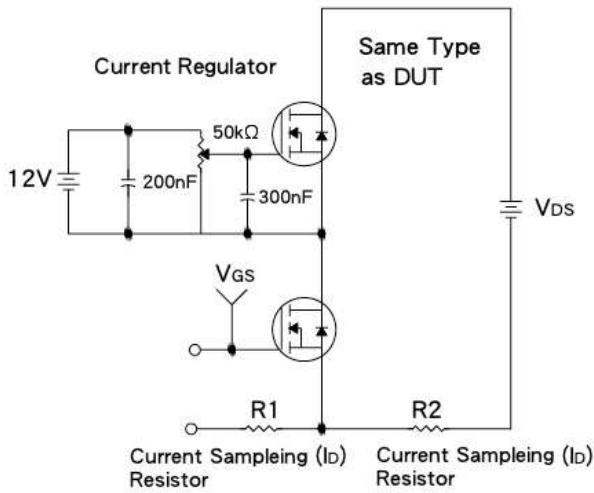 Same Type
as DUT
Current Regulator
50kΩ
12V
200nF
300nF
VDS
VGS
R1
R2
Current Sampleing (ID)
Resistor
Current Sampleing (ID)
Resistor